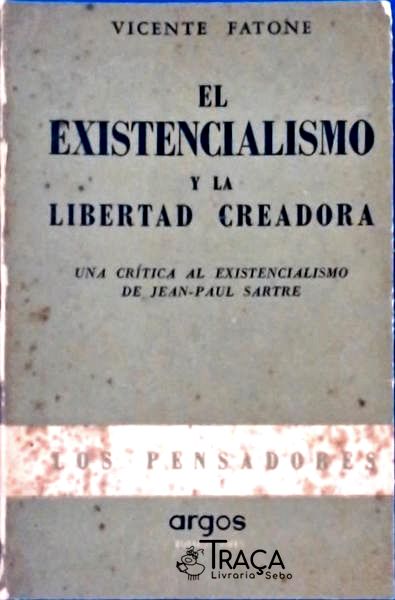 VICENTE FATONE
EL
EXISTENCIALISMO
Y LA
LIBERTAD CREADORA
UNA CRÍTICA AL EXISTENCIALISMO
DE JEAN-PAUL SARTRE
LOS PENSADORES
argos
TRAÇA
Livraria Sebo